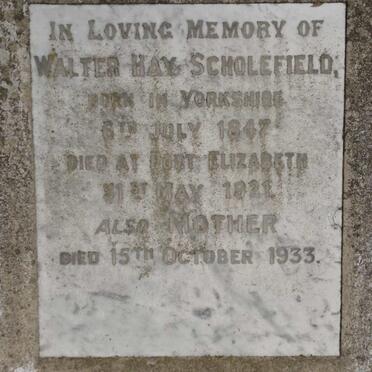 In Loving Memory of
Walter Hay Scholefield,
Born in Yorkshire
6th July 1847
Died at Port Elizabeth
31st May 1921.
Also Mother
Died 15th October 1933.